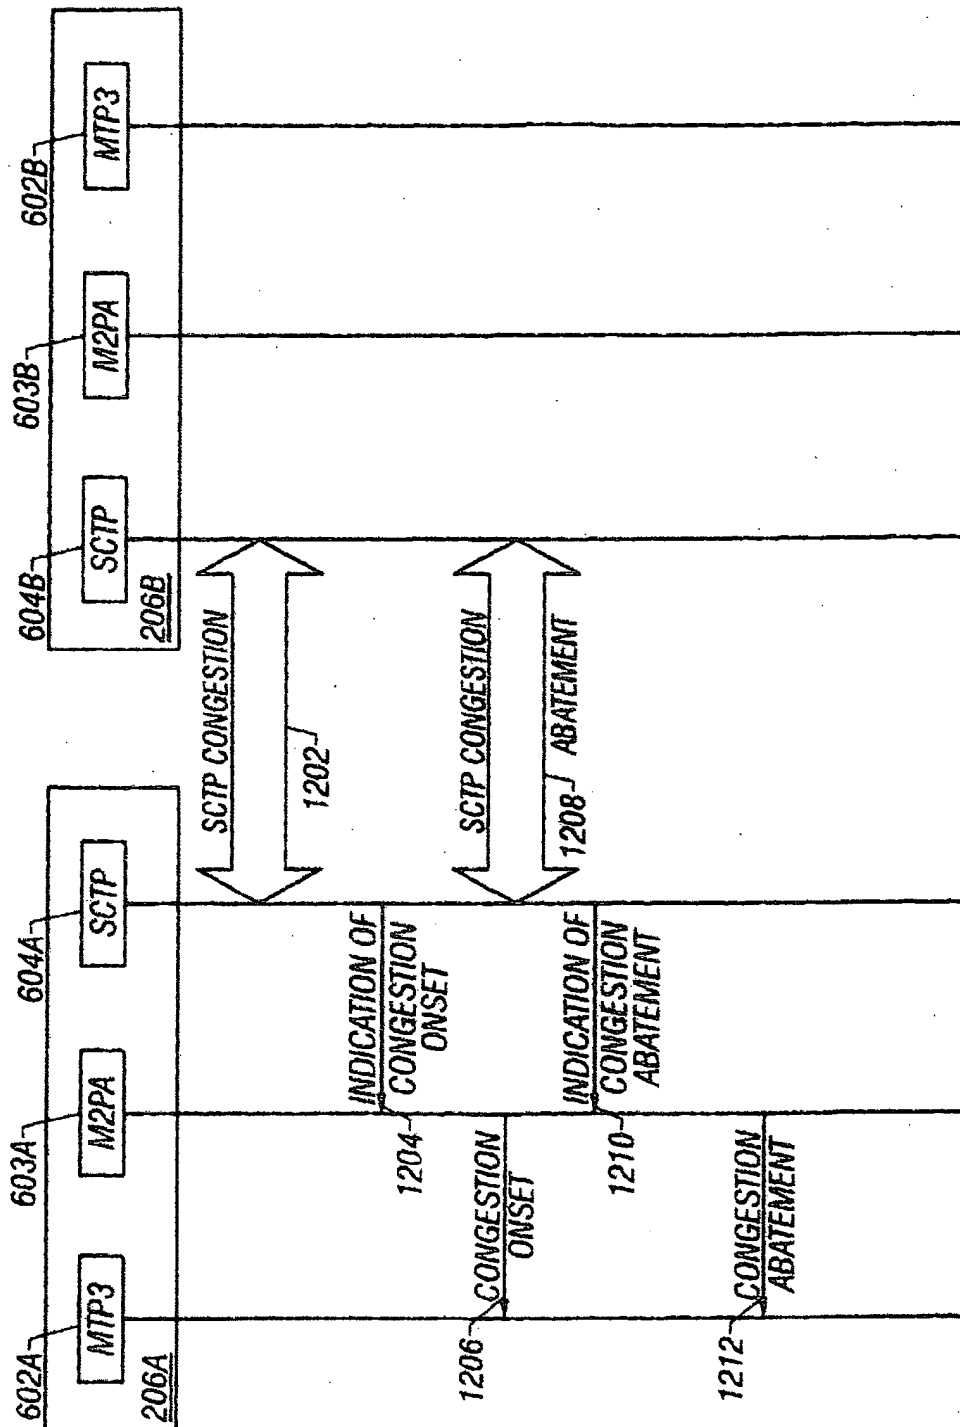 602A
603A
604A
604B
603B
602B
MTP3
M2PA
SCTP
SCTP
M2PA
MTP3
206A
206B
SCTP CONGESTION
1202
INDICATION OF
CONGESTION
ONSET
1204
CONGESTION
ONSET
1206
SCTP CONGESTION
ABATEMENT
1208
INDICATION OF
CONGESTION
ABATEMENT
1210
CONGESTION
ABATEMENT
1212